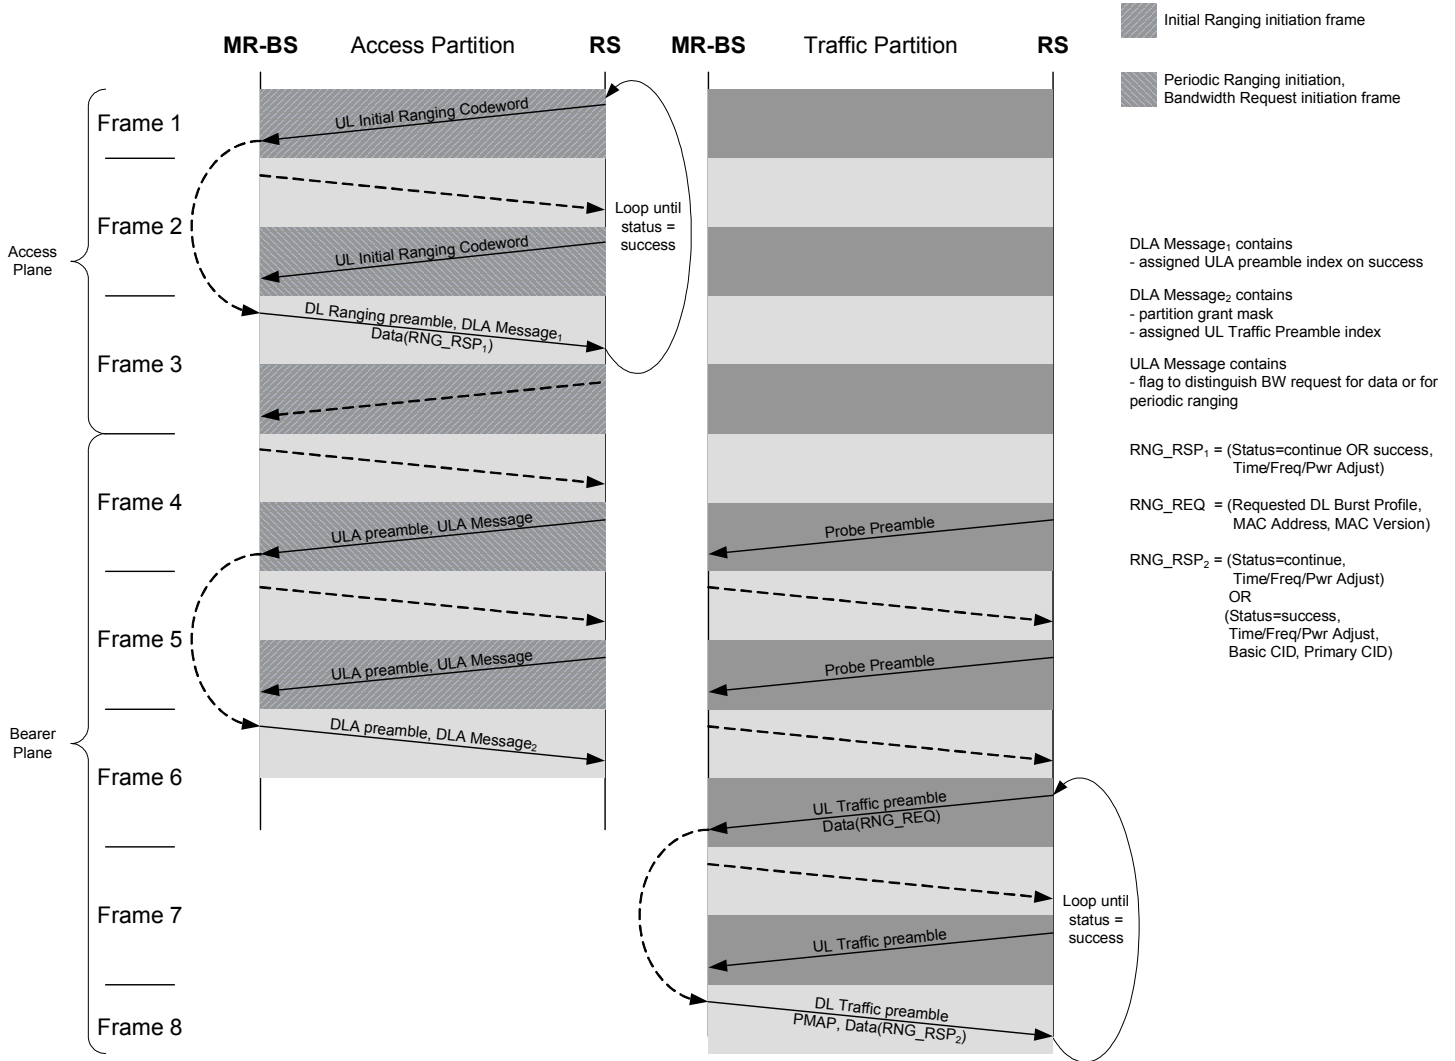 Initial Ranging initiation frame
MR-BS Access Partition RS MR-BS Traffic Partition RS
Periodic Ranging initiation,
Bandwidth Request initiation frame
Frame 1
UL Initial Ranging Codeword
Frame 2
Loop until
status =
success
UL Initial Ranging Codeword
Access
Plane
DL Ranging preamble, DLA Message1
Data(RNG_RSP1)
Frame 3
Frame 4
ULA preamble, ULA Message
Probe Preamble
Frame 5
ULA preamble, ULA Message
Probe Preamble
DLA preamble, DLA Message2
Bearer
Plane
Frame 6
UL Traffic preamble
Data(RNG_REQ)
Frame 7
Loop until
status =
success
UL Traffic preamble
Frame 8
DL Traffic preamble
PMAP, Data(RNG_RSP2)
DLA Message1 contains
- assigned ULA preamble index on success
DLA Message2 contains
- partition grant mask
- assigned UL Traffic Preamble index
ULA Message contains
- flag to distinguish BW request for data or for
periodic ranging
RNG_RSP1 = (Status=continue OR success,
Time/Freq/Pwr Adjust)
RNG_REQ = (Requested DL Burst Profile,
MAC Address, MAC Version)
RNG_RSP2 = (Status=continue,
Time/Freq/Pwr Adjust)
OR
(Status=success,
Time/Freq/Pwr Adjust,
Basic CID, Primary CID)